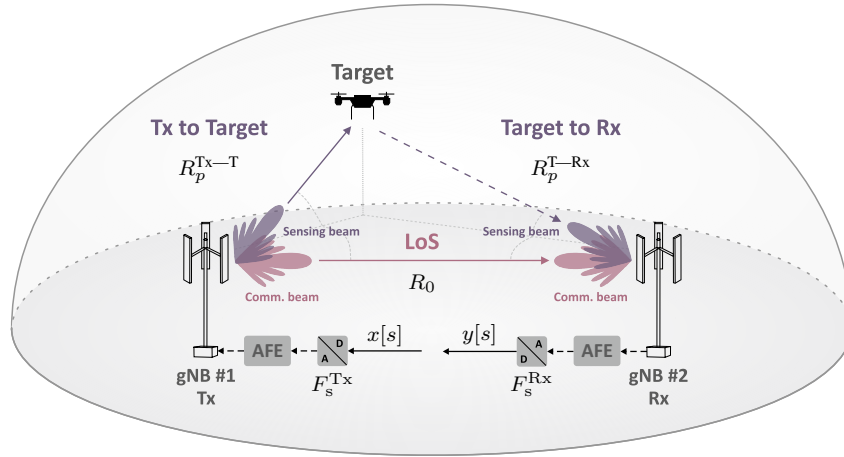 Target
Tx to Target
Target to Rx
R_p^{Tx—T}
R_p^{T—Rx}
Sensing beam
LoS
Sensing beam
R_0
Comm. beam
Comm. beam
x[s]
y[s]
AFE
D
A
A
D
AFE
gNB #1
Tx
F_s^{Tx}
F_s^{Rx}
gNB #2
Rx